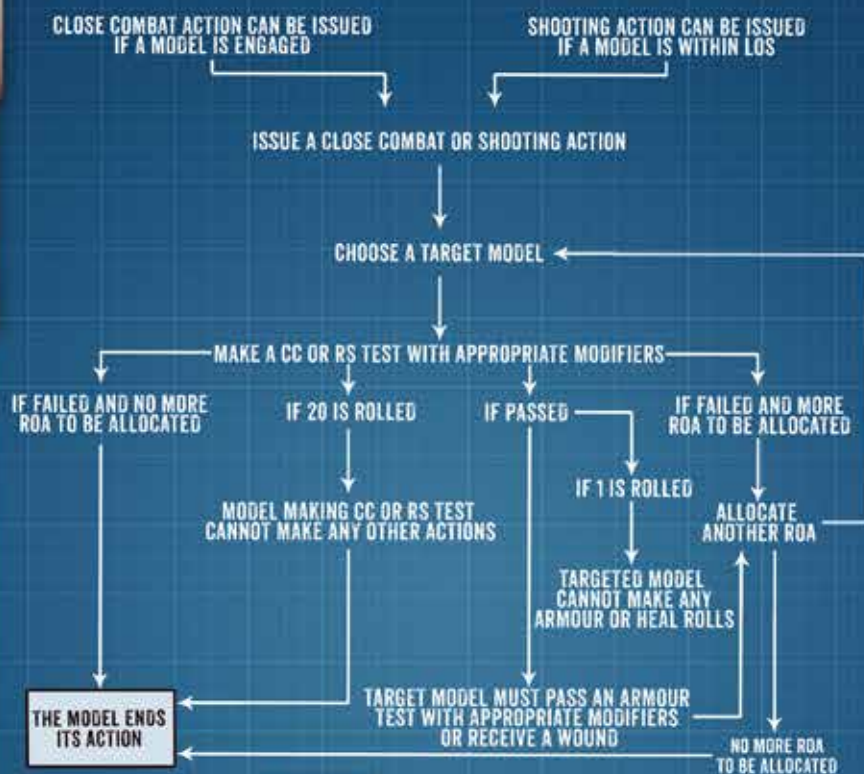 CLOSE COMBAT ACTION CAN BE ISSUED
IF A MODEL IS ENGAGED
SHOOTING ACTION CAN BE ISSUED
IF A MODEL IS WITHIN LOS
ISSUE A CLOSE COMBAT OR SHOOTING ACTION
CHOOSE A TARGET MODEL
MAKE A CC OR RS TEST WITH APPROPRIATE MODIFIERS
IF FAILED AND NO MORE
ROA TO BE ALLOCATED
IF 20 IS ROLLED
IF PASSED
IF FAILED AND MORE
ROA TO BE ALLOCATED
IF 1 IS ROLLED
MODEL MAKING CC OR RS TEST
CANNOT MAKE ANY OTHER ACTIONS
ALLOCATE
ANOTHER ROA
TARGETED MODEL
CANNOT MAKE ANY
ARMOUR OR HEAL ROLLS
THE MODEL ENDS
ITS ACTION
TARGET MODEL MUST PASS AN ARMOUR
TEST WITH APPROPRIATE MODIFIERS
OR RECEIVE A WOUND
NO MORE ROA
TO BE ALLOCATED